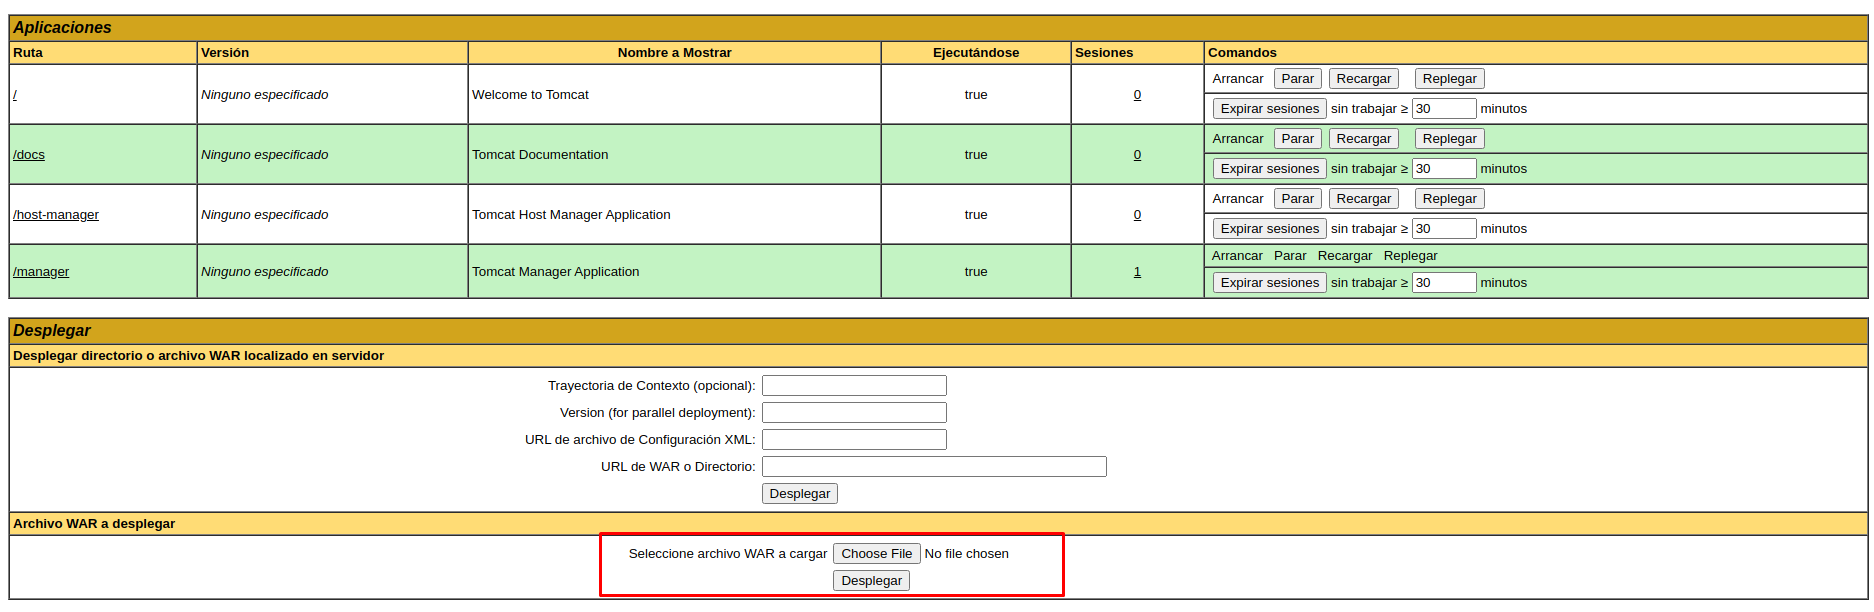 Aplicaciones
Ruta Versión Nombre a Mostrar Ejecutándose Sesiones Comandos
/ Ninguno especificado Welcome to Tomcat true 0 Arrancar Parar Recargar Replegar
Expirar sesiones sin trabajar ≥ 30 minutos
/docs Ninguno especificado Tomcat Documentation true 0 Arrancar Parar Recargar Replegar
Expirar sesiones sin trabajar ≥ 30 minutos
/host-manager Ninguno especificado Tomcat Host Manager Application true 0 Arrancar Parar Recargar Replegar
Expirar sesiones sin trabajar ≥ 30 minutos
/manager Ninguno especificado Tomcat Manager Application true 1 Arrancar Parar Recargar Replegar
Expirar sesiones sin trabajar ≥ 30 minutos
Desplegar
Desplegar directorio o archivo WAR localizado en servidor
Trayectoria de Contexto (opcional):
Version (for parallel deployment):
URL de archivo de Configuración XML:
URL de WAR o Directorio:
Desplegar
Archivo WAR a desplegar
Seleccione archivo WAR a cargar Choose File No file chosen
Desplegar